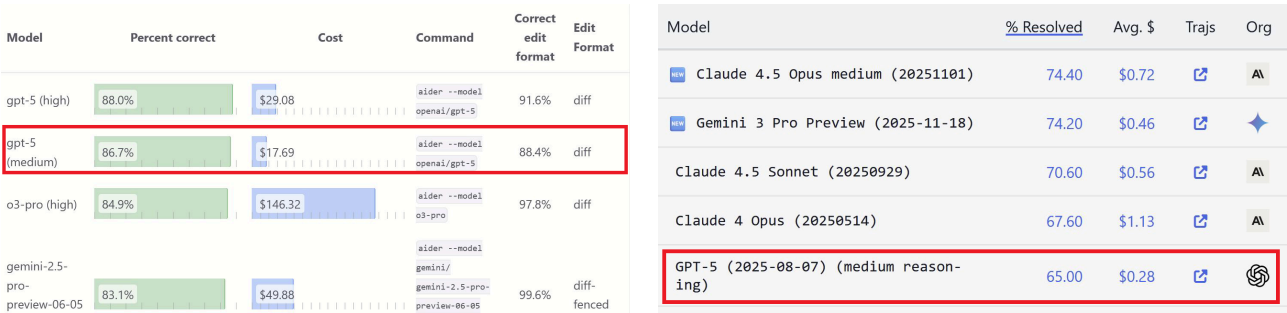 Model Percent correct Cost Command Correct edit format Edit Format
gpt-5 (high) 88.0% $29.08 aider --model openai/gpt-5 91.6% diff
gpt-5 (medium) 86.7% $17.69 aider --model openai/gpt-5 88.4% diff
o3-pro (high) 84.9% $146.32 aider --model o3-pro 97.8% diff
gemini-2.5-pro-preview-06-05 83.1% $49.88 aider --model gemini/gemini-2.5-pro-preview-06-05 99.6% diff-fenced
Model % Resolved Avg. $ Trajs Org
NEW Claude 4.5 Opus medium (20251101) 74.40 $0.72 A\
NEW Gemini 3 Pro Preview (2025-11-18) 74.20 $0.46
Claude 4.5 Sonnet (20250929) 70.60 $0.56 A\
Claude 4 Opus (20250514) 67.60 $1.13 A\
GPT-5 (2025-08-07) (medium reason-
ing) 65.00 $0.28